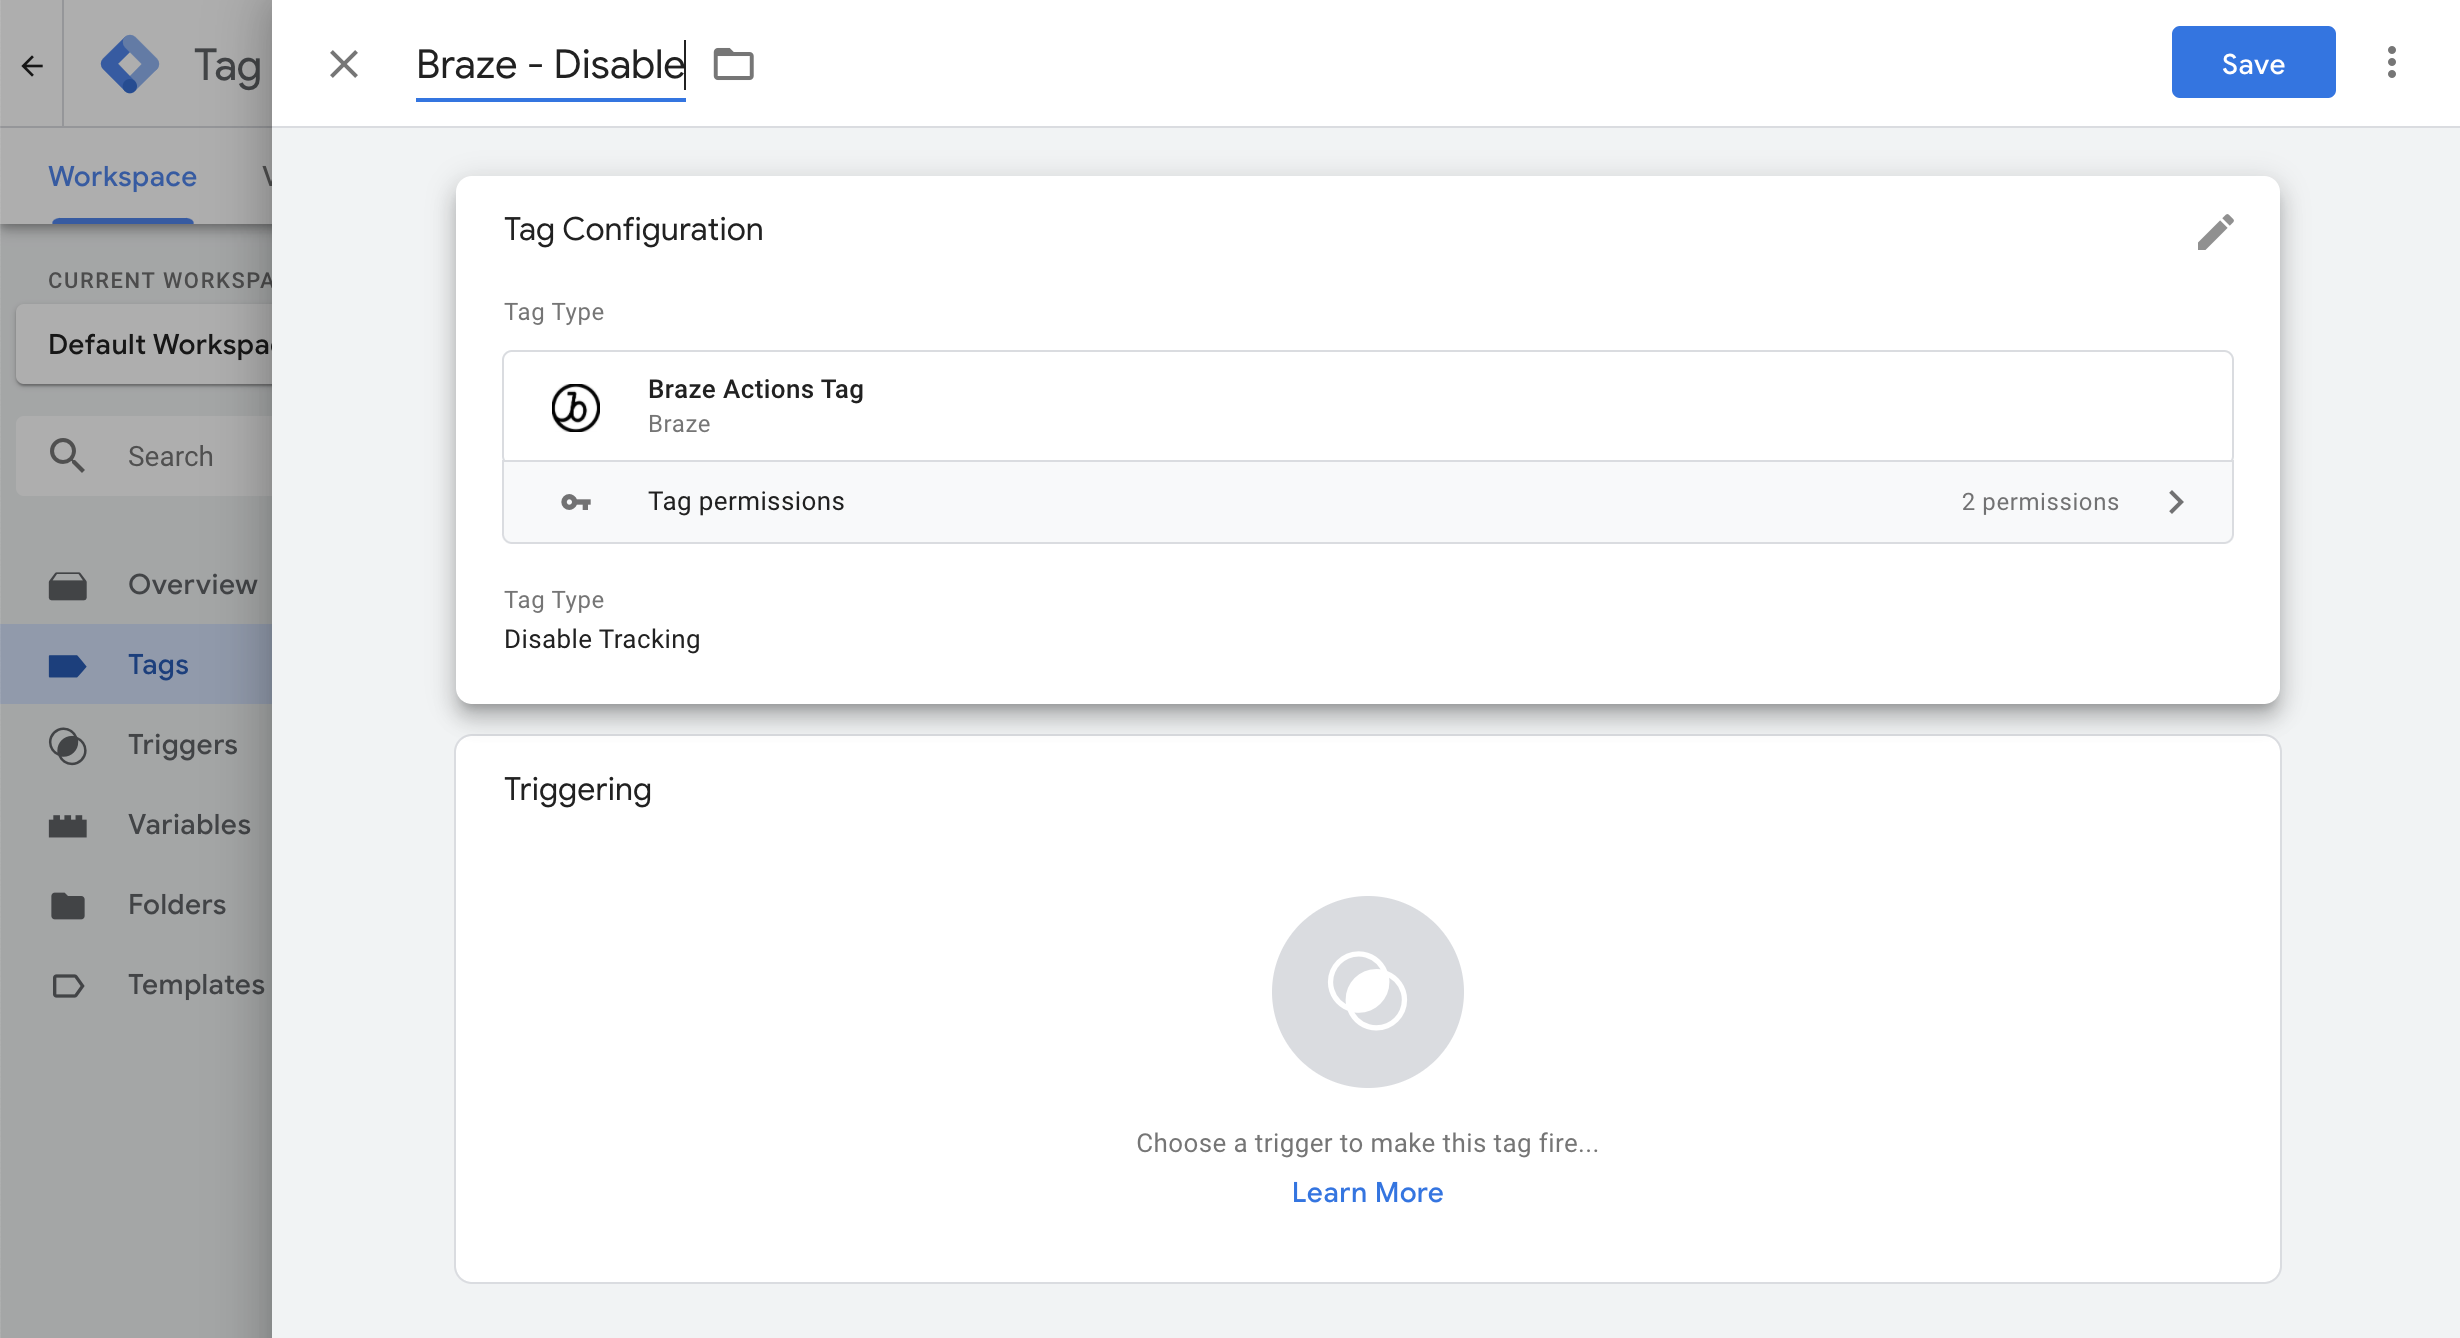 Tag
Braze - Disable
Save
Workspace
CURRENT WORKSPA
Default Workspac
Search
Overview
Tags
Triggers
Variables
Folders
Templates
Tag Configuration
Tag Type
Braze Actions Tag
Braze
Tag permissions
2 permissions
Tag Type
Disable Tracking
Triggering
Choose a trigger to make this tag fire...
Learn More